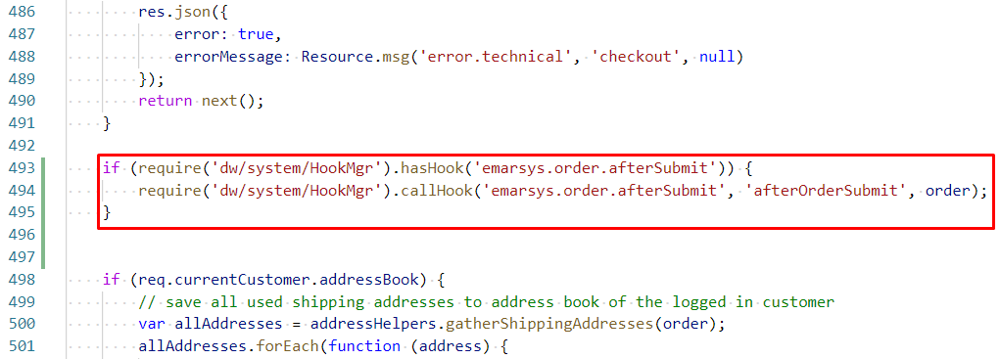 486 res.json({
487 error: true,
488 errorMessage: Resource.msg('error.technical', 'checkout', null)
489 });
490 return next();
491 }
492
493 if (require('dw/system/HookMgr').hasHook('emarsys.order.afterSubmit')) {
494 require('dw/system/HookMgr').callHook('emarsys.order.afterSubmit', 'afterOrderSubmit', order);
495 }
496
497
498 if (req.currentCustomer.addressBook) {
499 // save all used shipping addresses to address book of the logged in customer
500 var allAddresses = addressHelpers.gatherShippingAddresses(order);
501 allAddresses.forEach(function (address) {